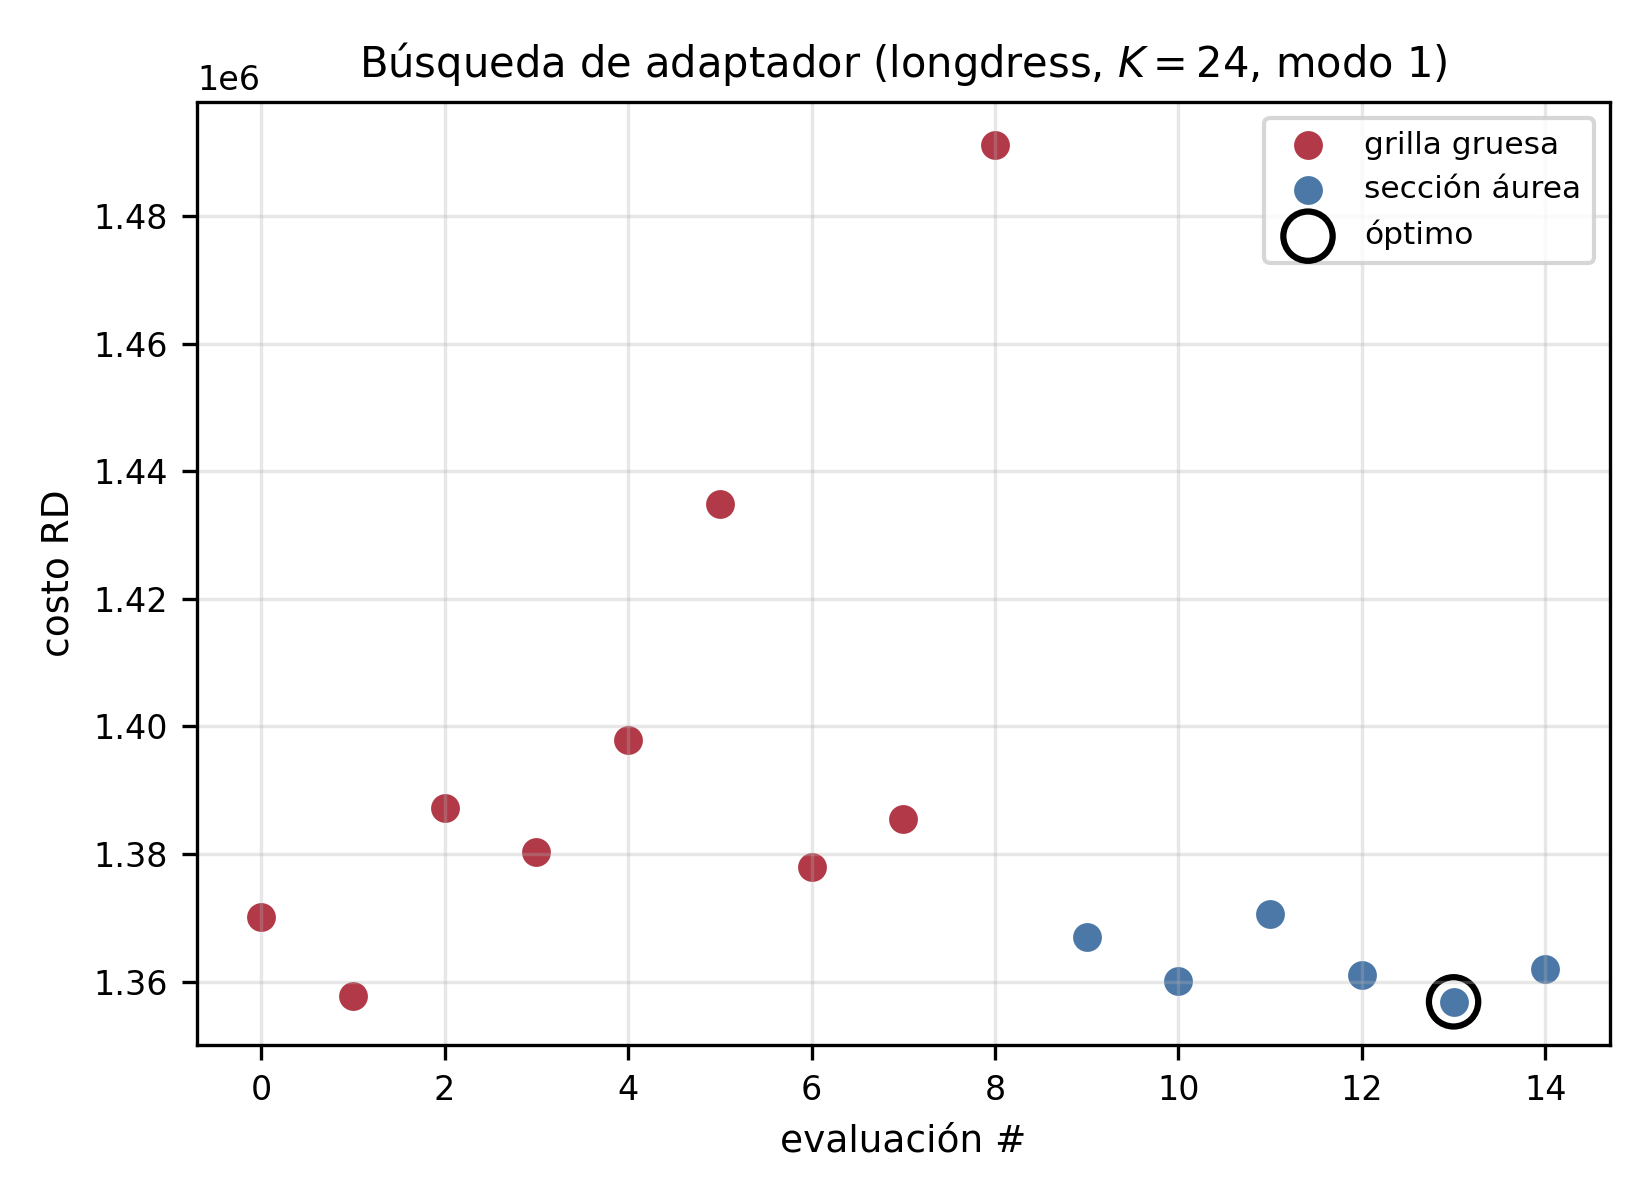 Búsqueda de adaptador (longdress, K = 24, modo 1)
1e6
grilla gruesa
sección áurea
óptimo
1.48
1.46
1.44
1.42
1.40
1.38
1.36
costo RD
0 2 4 6 8 10 12 14
evaluación #